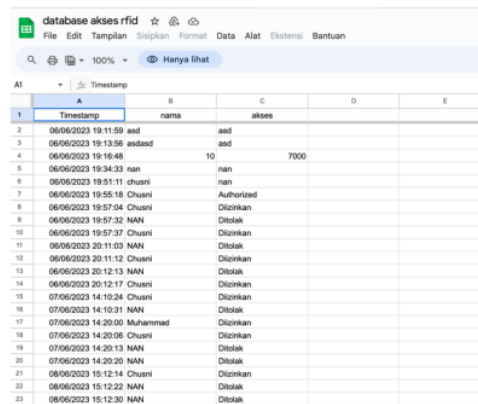 database akses rfid
File Edit Tampilan Sisipkan Format Data Alat Ekstensi Bantuan
100% Hanya lihat
A1 fx Timestamp
A B C D E
1 Timestamp nama akses
2 06/06/2023 19:11:59 asd asd
3 06/06/2023 19:13:56 asdasd asd
4 06/06/2023 19:16:48 10 7000
5 06/06/2023 19:34:33 nan nan
6 06/06/2023 19:51:11 chusni nan
7 06/06/2023 19:55:18 Chusni Authorized
8 06/06/2023 19:57:04 Chusni Diizinkan
9 06/06/2023 19:57:32 NAN Ditolak
10 06/06/2023 19:57:37 Chusni Diizinkan
11 06/06/2023 20:11:03 NAN Ditolak
12 06/06/2023 20:11:12 Chusni Diizinkan
13 06/06/2023 20:12:13 NAN Ditolak
14 06/06/2023 20:12:17 Chusni Diizinkan
15 07/06/2023 14:10:24 Chusni Diizinkan
16 07/06/2023 14:10:31 NAN Ditolak
17 07/06/2023 14:20:00 Muhammad Diizinkan
18 07/06/2023 14:20:06 Chusni Diizinkan
19 07/06/2023 14:20:13 NAN Ditolak
20 07/06/2023 14:20:20 NAN Ditolak
21 08/06/2023 15:12:14 Chusni Diizinkan
22 08/06/2023 15:12:22 NAN Ditolak
23 08/06/2023 15:12:30 NAN Ditolak